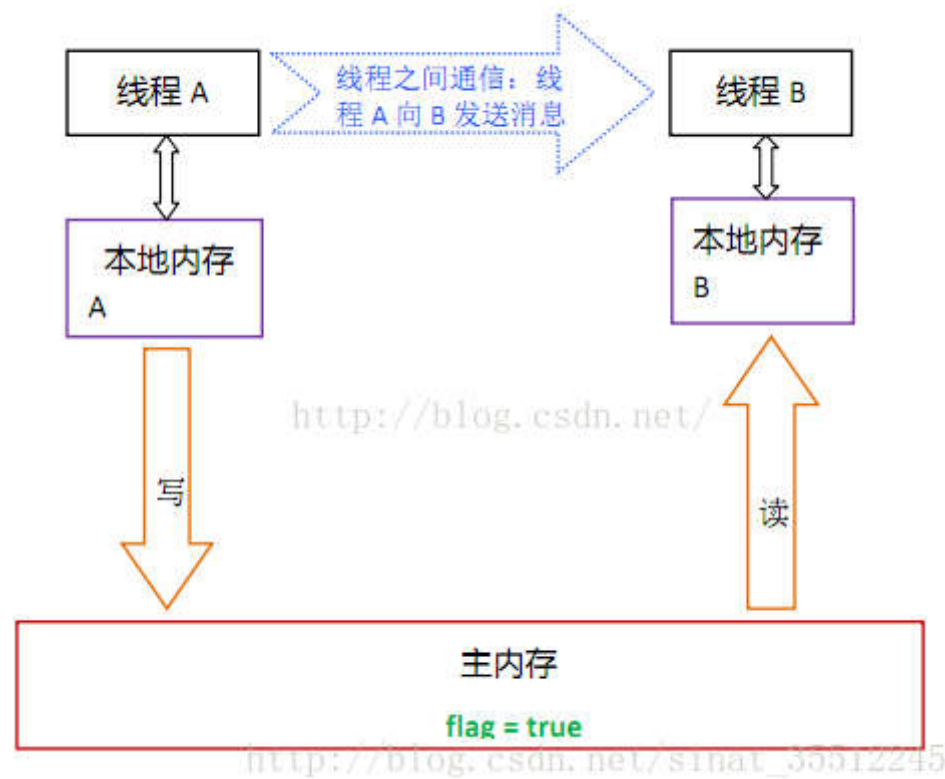 线程 A
线程之间通信：线
程 A 向 B 发送消息
线程 B
本地内存
A
本地内存
B
http://blog.csdn.net/
写
读
主内存
flag = true
http://blog.csdn.net/sinat_35512245